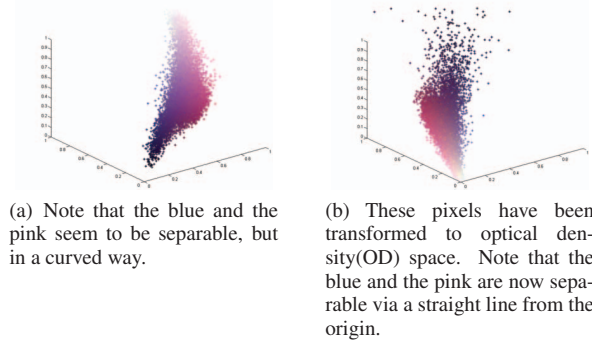 (a) Note that the blue and the
pink seem to be separable, but
in a curved way.
(b) These pixels have been
transformed to optical den-
sity(OD) space. Note that the
blue and the pink are now sepa-
rable via a straight line from the
origin.